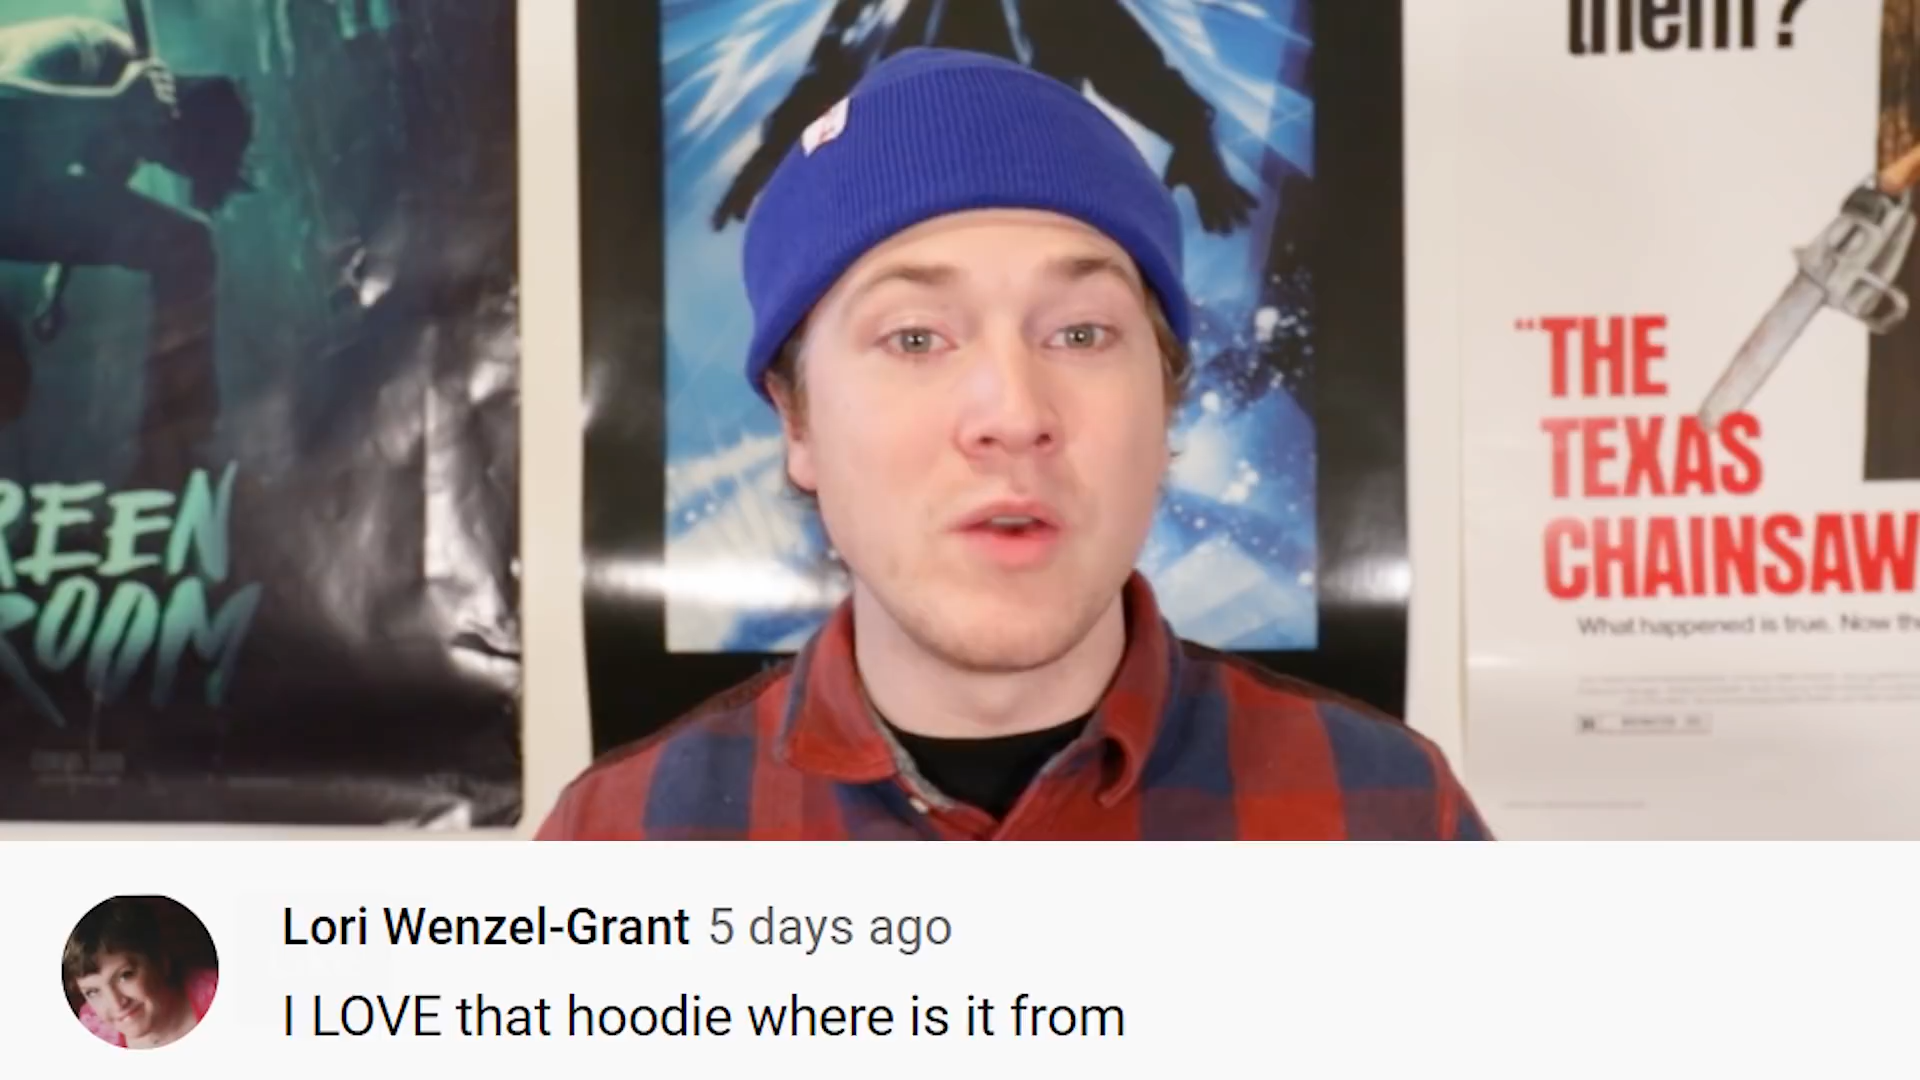 them?
REEN
ROOM
"THE
TEXAS
CHAINSAW
What happened is true. Now the
Lori Wenzel-Grant 5 days ago
I LOVE that hoodie where is it from